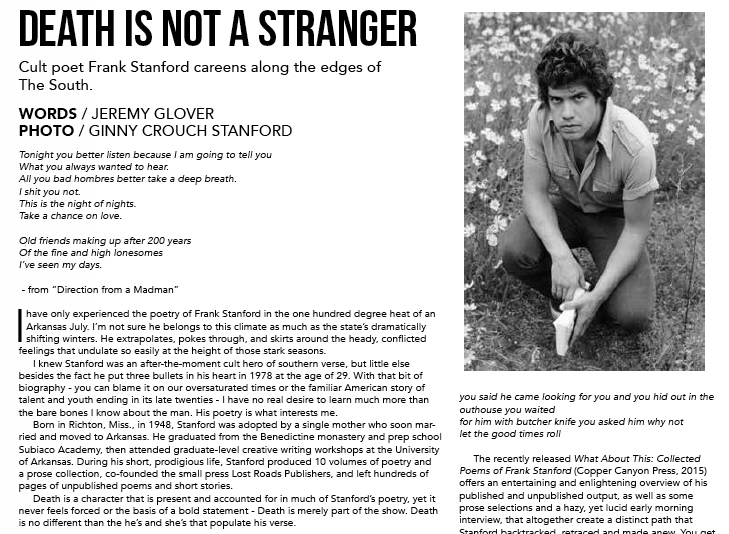 DEATH IS NOT A STRANGER
Cult poet Frank Stanford careens along the edges of
The South.
WORDS / JEREMY GLOVER
PHOTO / GINNY CROUCH STANFORD
Tonight you better listen because I am going to tell you
What you always wanted to hear.
All you bad hombres better take a deep breath.
I shit you not.
This is the night of nights.
Take a chance on love.
Old friends making up after 200 years
Of the fine and high lonesomes
I've seen my days.
- from "Direction from a Madman"
I have only experienced the poetry of Frank Stanford in the one hundred degree heat of an
Arkansas July. I'm not sure he belongs to this climate as much as the state's dramatically
shifting winters. He extrapolates, pokes through, and skirts around the heady, conflicted
feelings that undulate so easily at the height of those stark seasons.
I knew Stanford was an after-the-moment cult hero of southern verse, but little else
besides the fact he put three bullets in his heart in 1978 at the age of 29. With that bit of
biography - you can blame it on our oversaturated times or the familiar American story of
talent and youth ending in its late twenties - I have no real desire to learn much more than
the bare bones I know about the man. His poetry is what interests me.
Born in Richton, Miss., in 1948, Stanford was adopted by a single mother who soon mar-
ried and moved to Arkansas. He graduated from the Benedictine monastery and prep school
Subiaco Academy, then attended graduate-level creative writing workshops at the University
of Arkansas. During his short, prodigious life, Stanford produced 10 volumes of poetry and
a prose collection, co-founded the small press Lost Roads Publishers, and left hundreds of
pages of unpublished poems and short stories.
Death is a character that is present and accounted for in much of Stanford's poetry, yet it
never feels forced or the basis of a bold statement - Death is merely part of the show. Death
is no different than the he's and she's that populate his verse.
you said he came looking for you and you hid out in the
outhouse you waited
for him with butcher knife you asked him why not
let the good times roll
The recently released What About This: Collected
Poems of Frank Stanford (Copper Canyon Press, 2015)
offers an entertaining and enlightening overview of his
published and unpublished output, as well as some
prose selections and a hazy, yet lucid early morning
interview, that altogether create a distinct path that
Stanford backtracked, retraced and made anew. You get